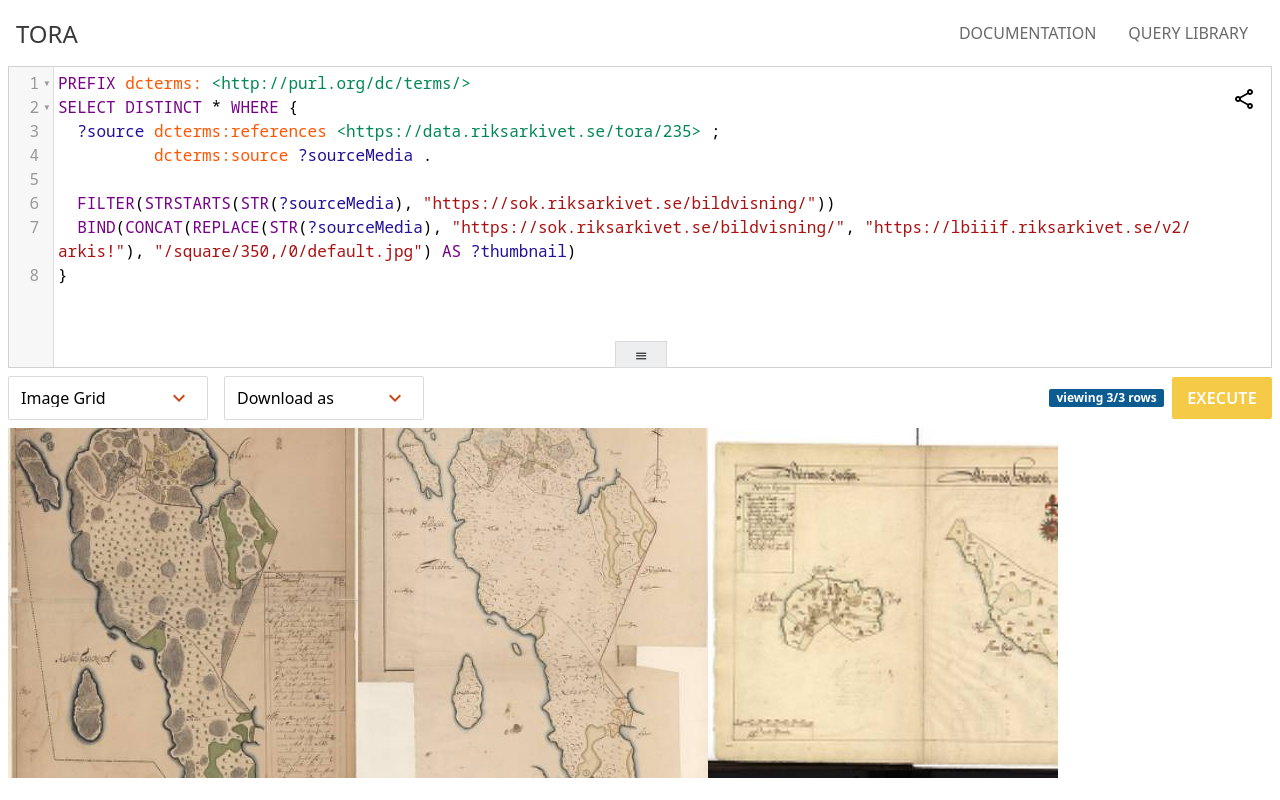 TORA
DOCUMENTATION
QUERY LIBRARY
1 PREFIX dcterms: <http://purl.org/dc/terms/>
2 SELECT DISTINCT * WHERE {
3 ?source dcterms:references <https://data.riksarkivet.se/tora/235> ;
4 dcterms:source ?sourceMedia .
5
6 FILTER(STRSTARTS(STR(?sourceMedia), "https://sok.riksarkivet.se/bildvisning/"))
7 BIND(CONCAT(REPLACE(STR(?sourceMedia), "https://sok.riksarkivet.se/bildvisning/", "https://lbiiif.riksarkivet.se/v2/
arkis!"), "/square/350,/0/default.jpg") AS ?thumbnail)
8 }
Image Grid
Download as
viewing 3/3 rows
EXECUTE